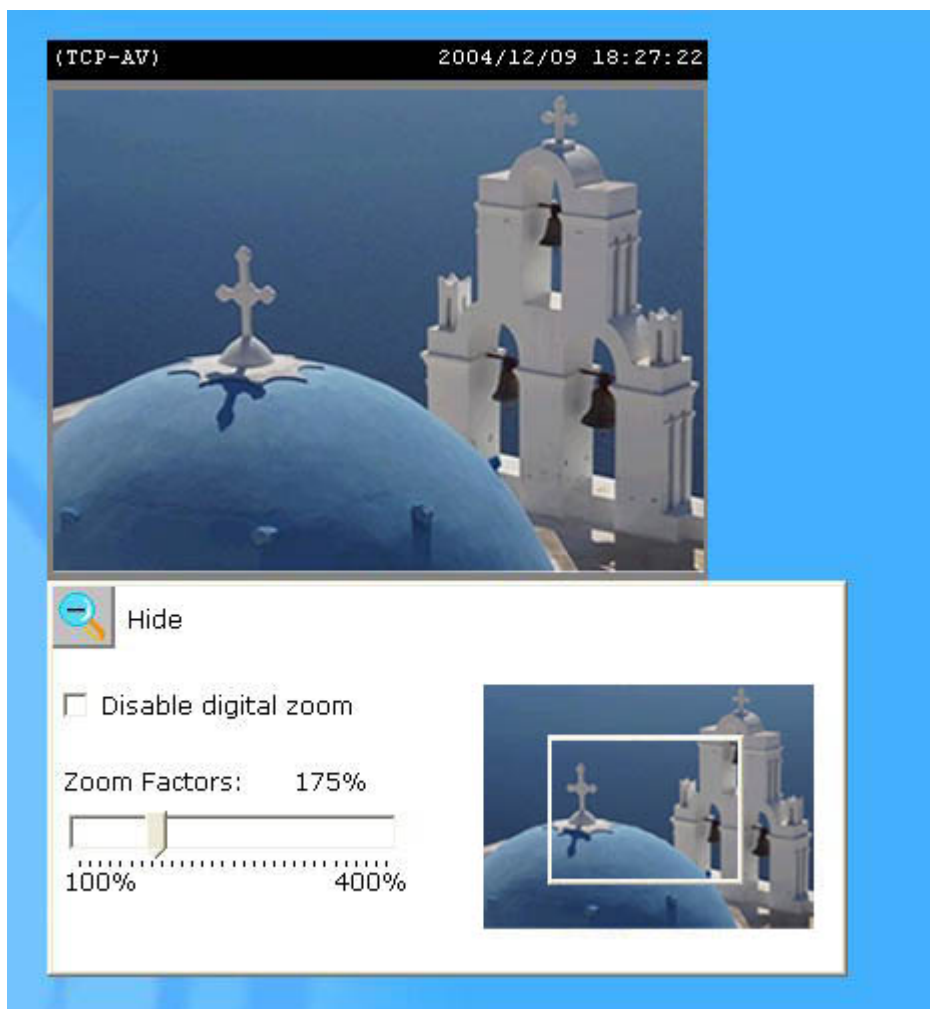 (TCP-AV) 2004/12/09 18:27:22
Hide
Disable digital zoom
Zoom Factors: 175%
100% 400%